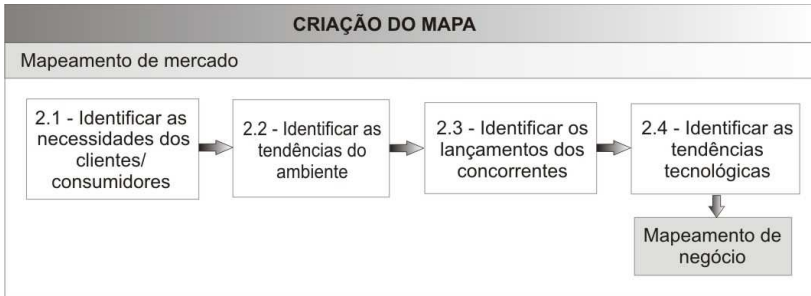 CRIAÇÃO DO MAPA
Mapeamento de mercado
2.1 - Identificar as
necessidades dos
clientes/
consumidores
2.2 - Identificar as
tendências do
ambiente
2.3 - Identificar os
lançamentos dos
concorrentes
2.4 - Identificar as
tendências
tecnológicas
Mapeamento de
negócio